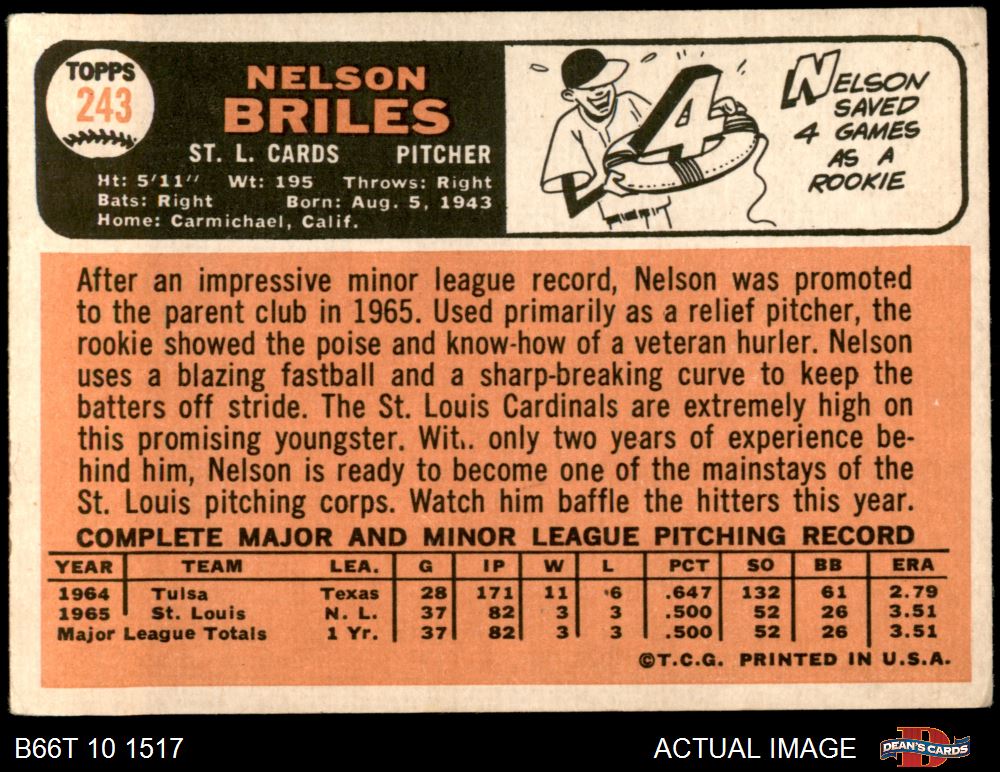 TOPPS
243
NELSON
BRILES
ST. L. CARDS PITCHER
Ht: 5'11" Wt: 195 Throws: Right
Bats: Right Born: Aug. 5, 1943
Home: Carmichael, Calif.
4
NELSON
SAVED
4 GAMES
AS A
ROOKIE
After an impressive minor league record, Nelson was promoted
to the parent club in 1965. Used primarily as a relief pitcher, the
rookie showed the poise and know-how of a veteran hurler. Nelson
uses a blazing fastball and a sharp-breaking curve to keep the
batters off stride. The St. Louis Cardinals are extremely high on
this promising youngster. Wit.. only two years of experience be-
hind him, Nelson is ready to become one of the mainstays of the
St. Louis pitching corps. Watch him baffle the hitters this year.
COMPLETE MAJOR AND MINOR LEAGUE PITCHING RECORD
YEAR TEAM LEA. G IP W L PCT SO BB ERA
1964 Tulsa Texas 28 171 11 6 .647 132 61 2.79
1965 St. Louis N. L. 37 82 3 3 .500 52 26 3.51
Major League Totals 1 Yr. 37 82 3 3 .500 52 26 3.51
©T.C.G. PRINTED IN U.S.A.
B66T 10 1517 ACTUAL IMAGE DEAN'S CARDS